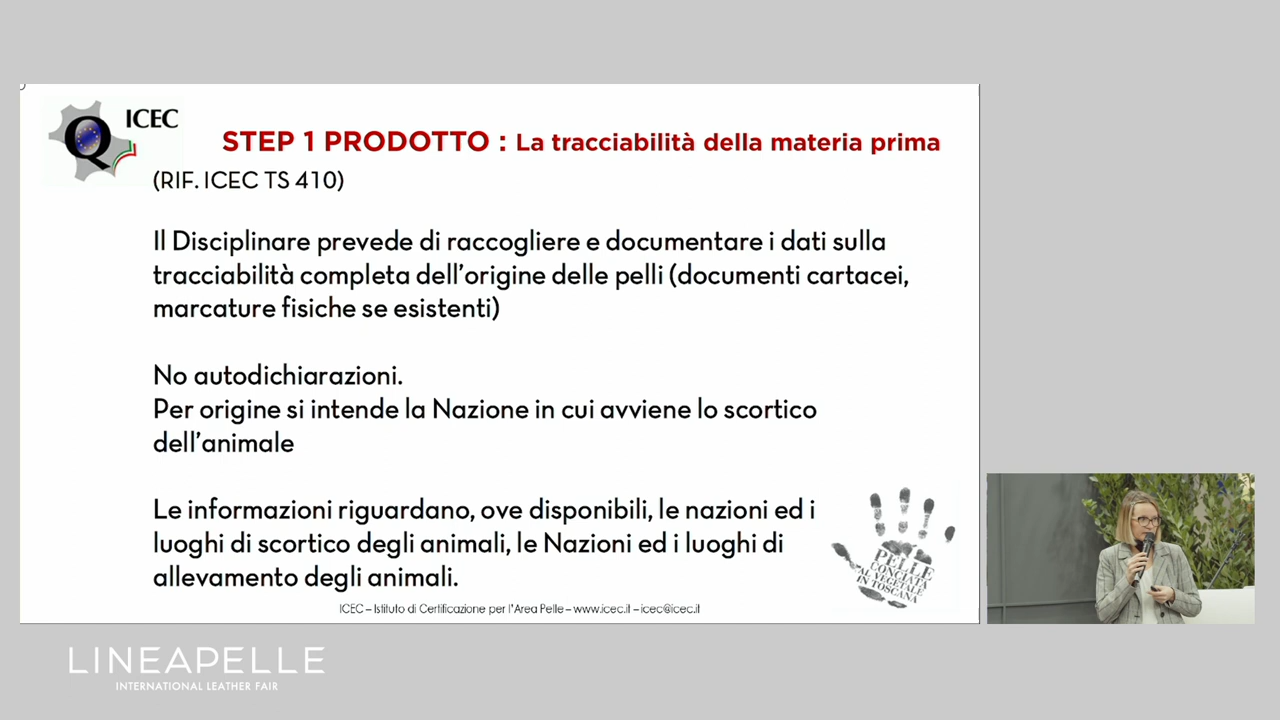 ICEC
Q
STEP 1 PRODOTTO : La tracciabilità della materia prima
(RIF. ICEC TS 410)
Il Disciplinare prevede di raccogliere e documentare i dati sulla
tracciabilità completa dell'origine delle pelli (documenti cartacei,
marcature fisiche se esistenti)
No autodichiarazioni.
Per origine si intende la Nazione in cui avviene lo scortico
dell'animale
Le informazioni riguardano, ove disponibili, le nazioni ed i
luoghi di scortico degli animali, le Nazioni ed i luoghi di
allevamento degli animali.
PELLE
CONCIATA
AL VEGETALE
IN TOSCANA
ICEC – Istituto di Certificazione per l'Area Pelle – www.icec.it – icec@icec.it
LINEAPELLE
INTERNATIONAL LEATHER FAIR